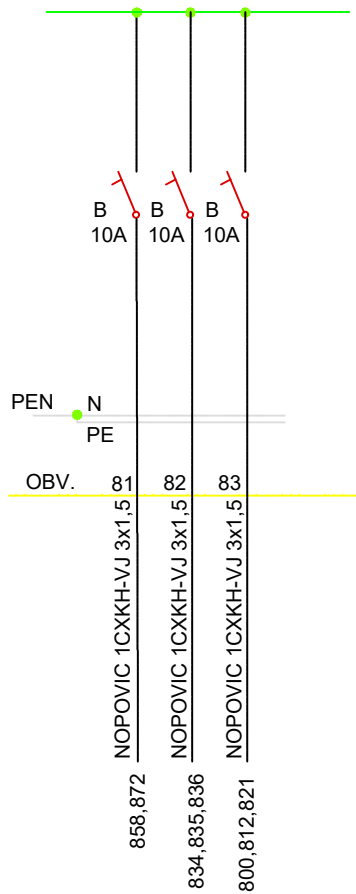 B B B
10A 10A 10A
PEN N
PE
OBV. 81 82 83
NOPOVIC 1CXKH-VJ 3x1,5
NOPOVIC 1CXKH-VJ 3x1,5
NOPOVIC 1CXKH-VJ 3x1,5
858,872
834,835,836
800,812,821